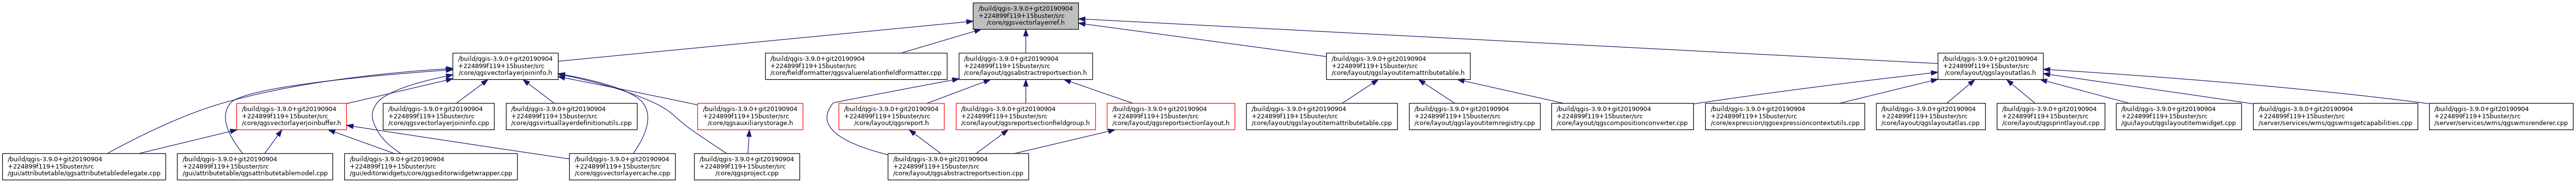 /build/qgis-3.9.0+git20190904
+224899f119+15buster/src
/core/qgsvectorlayerref.h
/build/qgis-3.9.0+git20190904
+224899f119+15buster/src
/core/qgsvectorlayerjoininfo.h
/build/qgis-3.9.0+git20190904
+224899f119+15buster/src
/core/fieldformatter/qgsvaluerelationfieldformatter.cpp
/build/qgis-3.9.0+git20190904
+224899f119+15buster/src
/core/layout/qgsabstractreportsection.h
/build/qgis-3.9.0+git20190904
+224899f119+15buster/src
/core/layout/qgslayoutitemattributetable.h
/build/qgis-3.9.0+git20190904
+224899f119+15buster/src
/core/layout/qgslayoutatlas.h
/build/qgis-3.9.0+git20190904
+224899f119+15buster/src
/core/qgsvectorlayerjoinbuffer.h
/build/qgis-3.9.0+git20190904
+224899f119+15buster/src
/core/qgsvectorlayerjoininfo.cpp
/build/qgis-3.9.0+git20190904
+224899f119+15buster/src
/core/qgsvirtuallayerdefinitionutils.cpp
/build/qgis-3.9.0+git20190904
+224899f119+15buster/src
/core/qgsauxiliarystorage.h
/build/qgis-3.9.0+git20190904
+224899f119+15buster/src
/core/layout/qgsreport.h
/build/qgis-3.9.0+git20190904
+224899f119+15buster/src
/core/layout/qgsreportsectionfieldgroup.h
/build/qgis-3.9.0+git20190904
+224899f119+15buster/src
/core/layout/qgsreportsectionlayout.h
/build/qgis-3.9.0+git20190904
+224899f119+15buster/src
/core/layout/qgslayoutitemattributetable.cpp
/build/qgis-3.9.0+git20190904
+224899f119+15buster/src
/core/layout/qgslayoutitemregistry.cpp
/build/qgis-3.9.0+git20190904
+224899f119+15buster/src
/core/layout/qgscompositionconverter.cpp
/build/qgis-3.9.0+git20190904
+224899f119+15buster/src
/core/expression/qgsexpressioncontextutils.cpp
/build/qgis-3.9.0+git20190904
+224899f119+15buster/src
/core/layout/qgslayoutatlas.cpp
/build/qgis-3.9.0+git20190904
+224899f119+15buster/src
/core/layout/qgsprintlayout.cpp
/build/qgis-3.9.0+git20190904
+224899f119+15buster/src
/gui/layout/qgslayoutitemwidget.cpp
/build/qgis-3.9.0+git20190904
+224899f119+15buster/src
/server/services/wms/qgswmsgetcapabilities.cpp
/build/qgis-3.9.0+git20190904
+224899f119+15buster/src
/server/services/wms/qgswmsrenderer.cpp
/build/qgis-3.9.0+git20190904
+224899f119+15buster/src
/gui/attributetable/qgsattributetabledelegate.cpp
/build/qgis-3.9.0+git20190904
+224899f119+15buster/src
/gui/attributetable/qgsattributetablemodel.cpp
/build/qgis-3.9.0+git20190904
+224899f119+15buster/src
/gui/editorwidgets/core/qgseditorwidgetwrapper.cpp
/build/qgis-3.9.0+git20190904
+224899f119+15buster/src
/core/qgsvectorlayercache.cpp
/build/qgis-3.9.0+git20190904
+224899f119+15buster/src
/core/qgsproject.cpp
/build/qgis-3.9.0+git20190904
+224899f119+15buster/src
/core/layout/qgsabstractreportsection.cpp